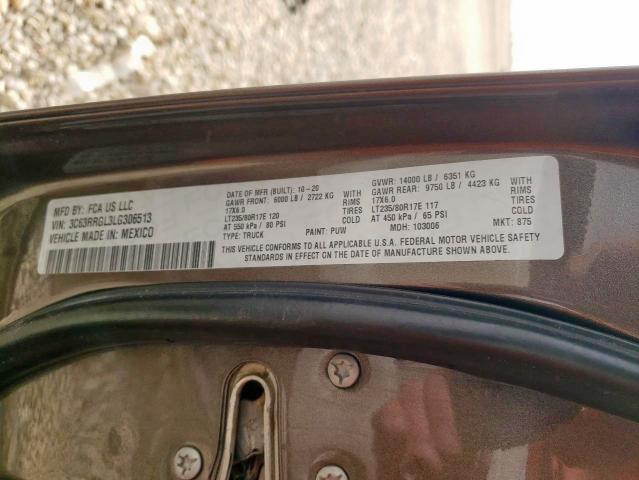 MFD BY: FCA US LLC
VIN: 3C63RRGL3LG306513
VEHICLE MADE IN: MEXICO
DATE OF MFR (BUILT): 10-20
GAWR FRONT: 6000 LB / 2722 KG WITH
17X6.0 RIMS
LT235/80R17E 120 TIRES
AT 550 kPa / 80 PSI
TYPE: TRUCK PAINT: PUW
GVWR: 14000 LB / 6351 KG
GAWR REAR: 9750 LB / 4423 KG WITH
17X6.0 RIMS
LT235/80R17E 117 TIRES
AT 450 kPa / 65 PSI
MDH: 103006 MKT: 875
THIS VEHICLE CONFORMS TO ALL APPLICABLE U.S.A. FEDERAL MOTOR VEHICLE SAFETY
STANDARDS IN EFFECT ON THE DATE OF MANUFACTURE SHOWN ABOVE.